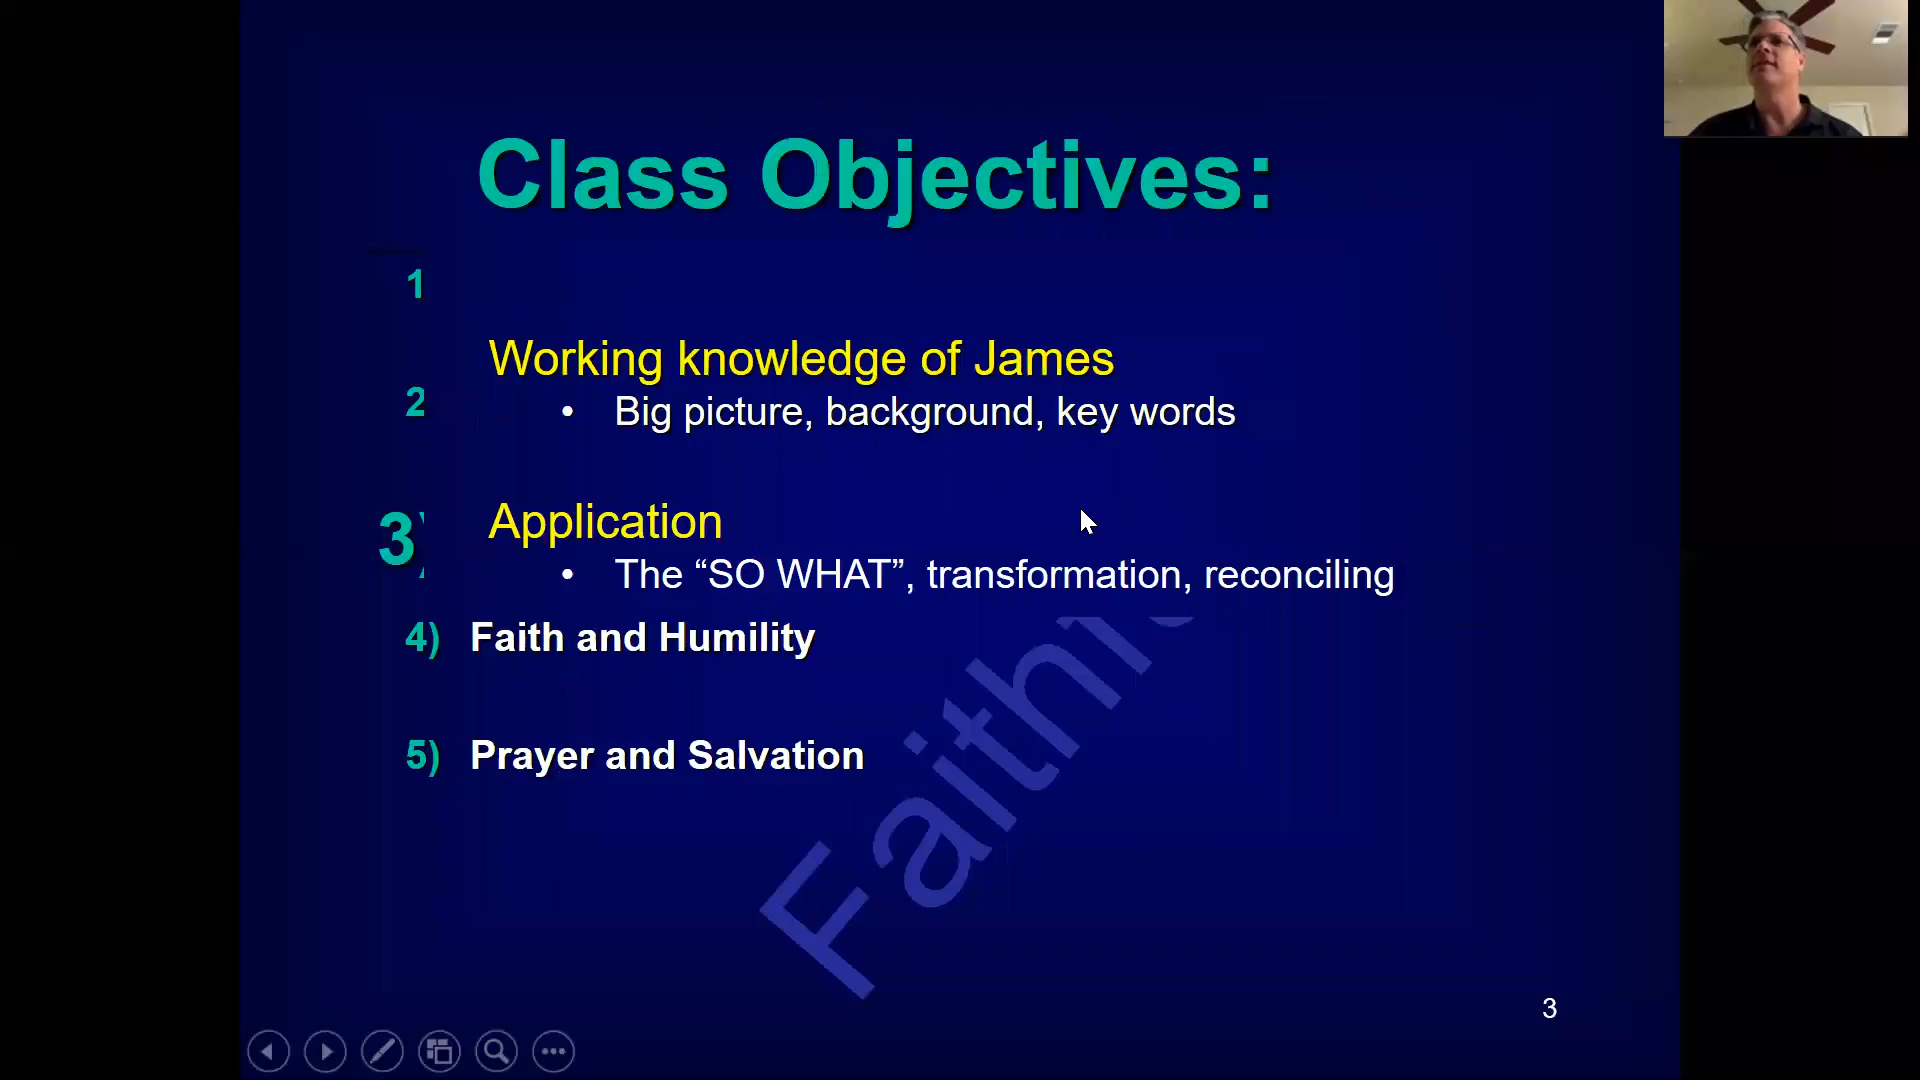 Class Objectives:
1
Working knowledge of James
2
• Big picture, background, key words
3)
Application
• The “SO WHAT”, transformation, reconciling
4) Faith and Humility
5) Prayer and Salvation
3